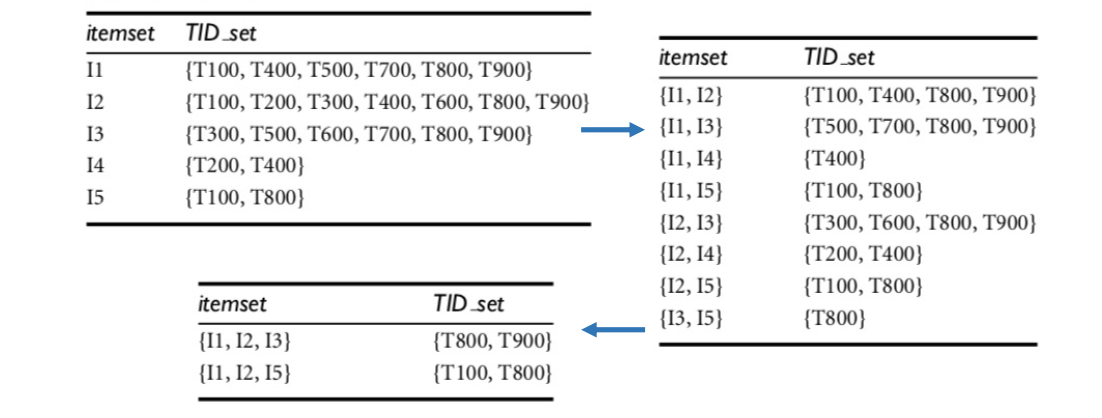 itemset TID_set
I1 {T100, T400, T500, T700, T800, T900}
I2 {T100, T200, T300, T400, T600, T800, T900}
I3 {T300, T500, T600, T700, T800, T900}
I4 {T200, T400}
I5 {T100, T800}
itemset TID_set
{I1, I2} {T100, T400, T800, T900}
{I1, I3} {T500, T700, T800, T900}
{I1, I4} {T400}
{I1, I5} {T100, T800}
{I2, I3} {T300, T600, T800, T900}
{I2, I4} {T200, T400}
{I2, I5} {T100, T800}
{I3, I5} {T800}
itemset TID_set
{I1, I2, I3} {T800, T900}
{I1, I2, I5} {T100, T800}